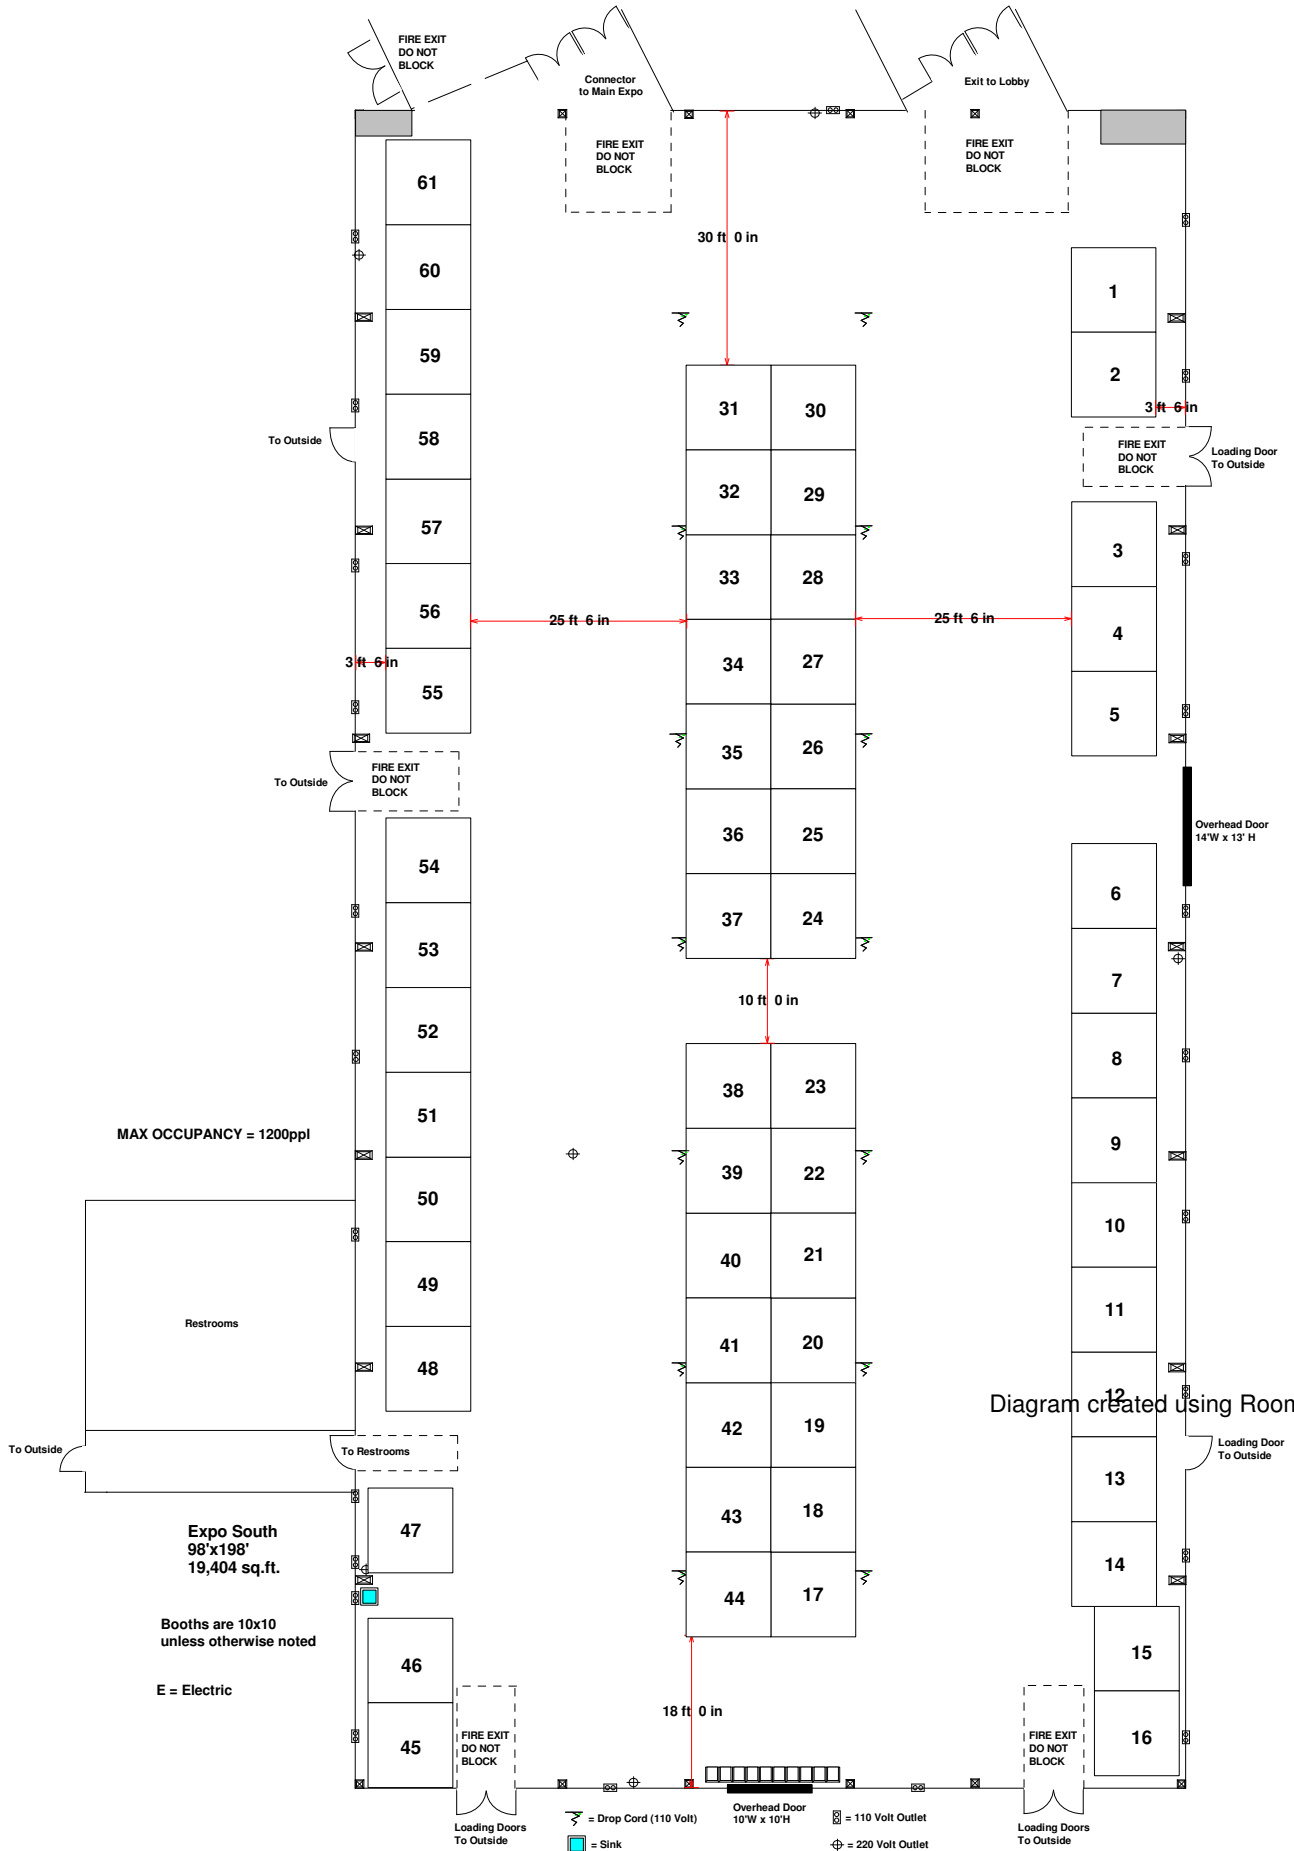 FIRE EXIT
DO NOT
BLOCK
Connector
to Main Expo
Exit to Lobby
FIRE EXIT
DO NOT
BLOCK
FIRE EXIT
DO NOT
BLOCK
61
30 ft 0 in
60
1
59
2
3 ft 6 in
31
30
58
To Outside
FIRE EXIT
DO NOT
BLOCK
Loading Door
To Outside
32
29
57
3
33
28
56
25 ft 6 in
25 ft 6 in
4
3 ft 6 in
34
27
55
5
35
26
To Outside
FIRE EXIT
DO NOT
BLOCK
Overhead Door
14'W x 13' H
36
25
54
6
37
24
53
7
10 ft 0 in
52
8
38
23
51
9
MAX OCCUPANCY = 1200ppl
39
22
50
10
40
21
49
11
Restrooms
41
20
48
12
Diagram created using Room
42
19
To Outside
To Restrooms
Loading Door
To Outside
13
43
18
47
Expo South
98'x198'
19,404 sq.ft.
14
44
17
Booths are 10x10
unless otherwise noted
46
15
E = Electric
18 ft 0 in
45
FIRE EXIT
DO NOT
BLOCK
FIRE EXIT
DO NOT
BLOCK
16
Loading Doors
To Outside
= Drop Cord (110 Volt)
= Sink
Overhead Door
10'W x 10'H
= 110 Volt Outlet
= 220 Volt Outlet
Loading Doors
To Outside